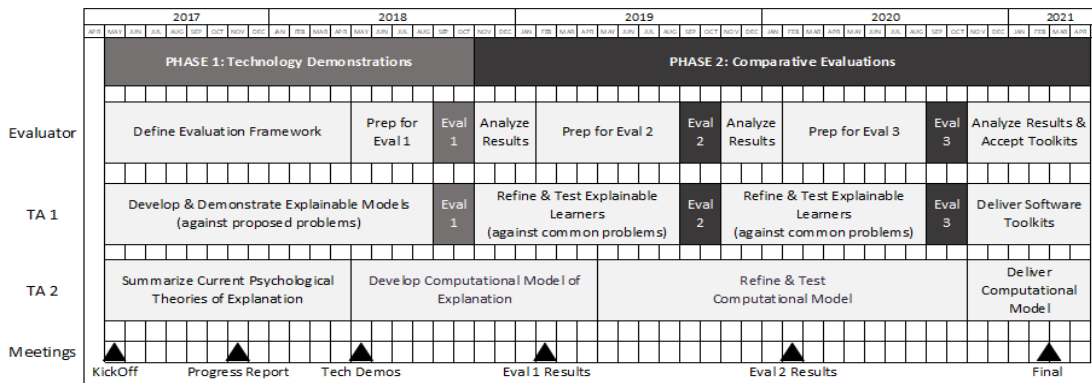 2017 2018 2019 2020 2021
APR MAY JUN JUL AUG SEP OCT NOV DEC JAN FEB MAR APR MAY JUN JUL AUG SEP OCT NOV DEC JAN FEB MAR APR MAY JUN JUL AUG SEP OCT NOV DEC JAN FEB MAR APR MAY JUN JUL AUG SEP OCT NOV DEC JAN FEB MAR APR
PHASE 1: Technology Demonstrations
PHASE 2: Comparative Evaluations
Evaluator
Define Evaluation Framework
Prep for
Eval 1
Eval
1
Analyze
Results
Prep for Eval 2
Eval
2
Analyze
Results
Prep for Eval 3
Eval
3
Analyze Results &
Accept Toolkits
TA 1
Develop & Demonstrate Explainable Models
(against proposed problems)
Eval
1
Refine & Test Explainable
Learners
(against common problems)
Eval
2
Refine & Test Explainable
Learners
(against common problems)
Eval
3
Deliver Software
Toolkits
TA 2
Summarize Current Psychological
Theories of Explanation
Develop Computational Model of
Explanation
Refine & Test
Computational Model
Deliver
Computational
Model
Meetings
KickOff
Progress Report
Tech Demos
Eval 1 Results
Eval 2 Results
Final